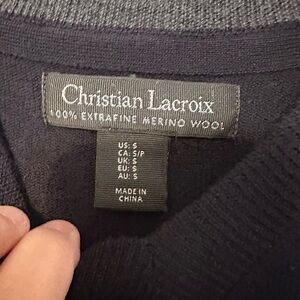 Christian Lacroix
100% EXTRAFINE MERINO WOOL
US: S
CA: S/P
UK: S
EU: S
AU: S
MADE IN
CHINA